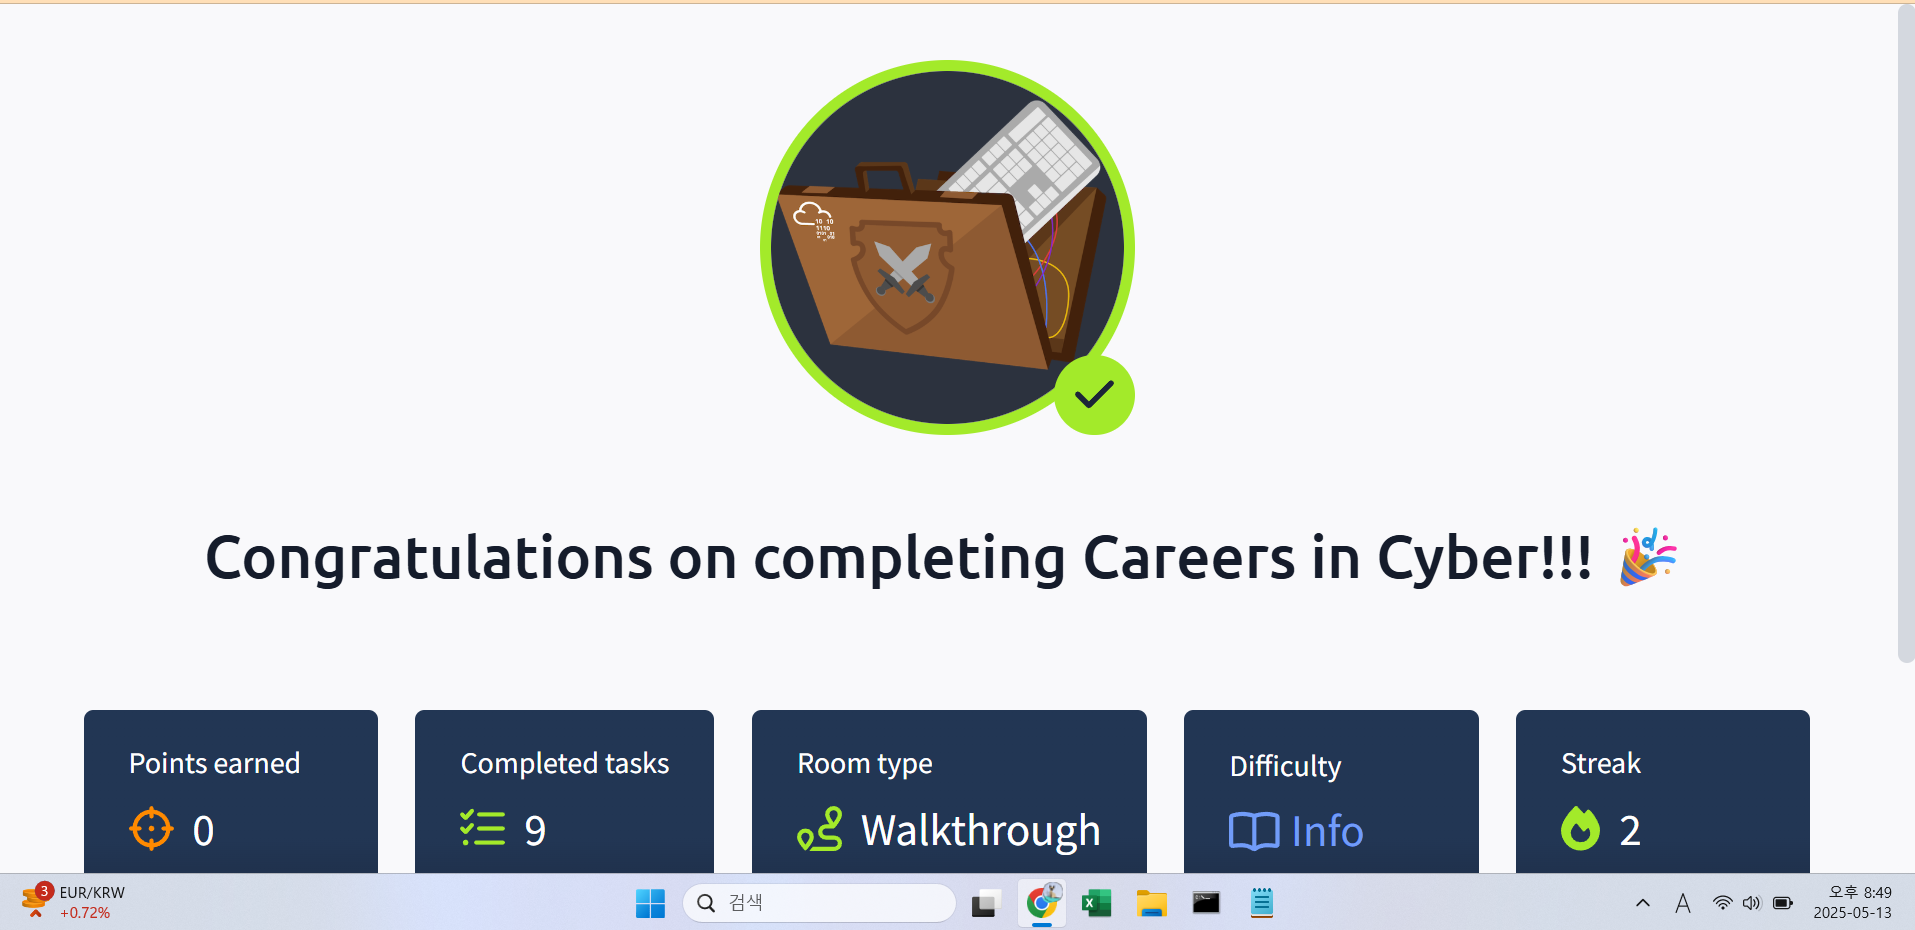 Congratulations on completing Careers in Cyber!!! 🎉
Points earned
0
Completed tasks
9
Room type
Walkthrough
Difficulty
Info
Streak
2
3
EUR/KRW
+0.72%
검색
A
오후 8:49
2025-05-13